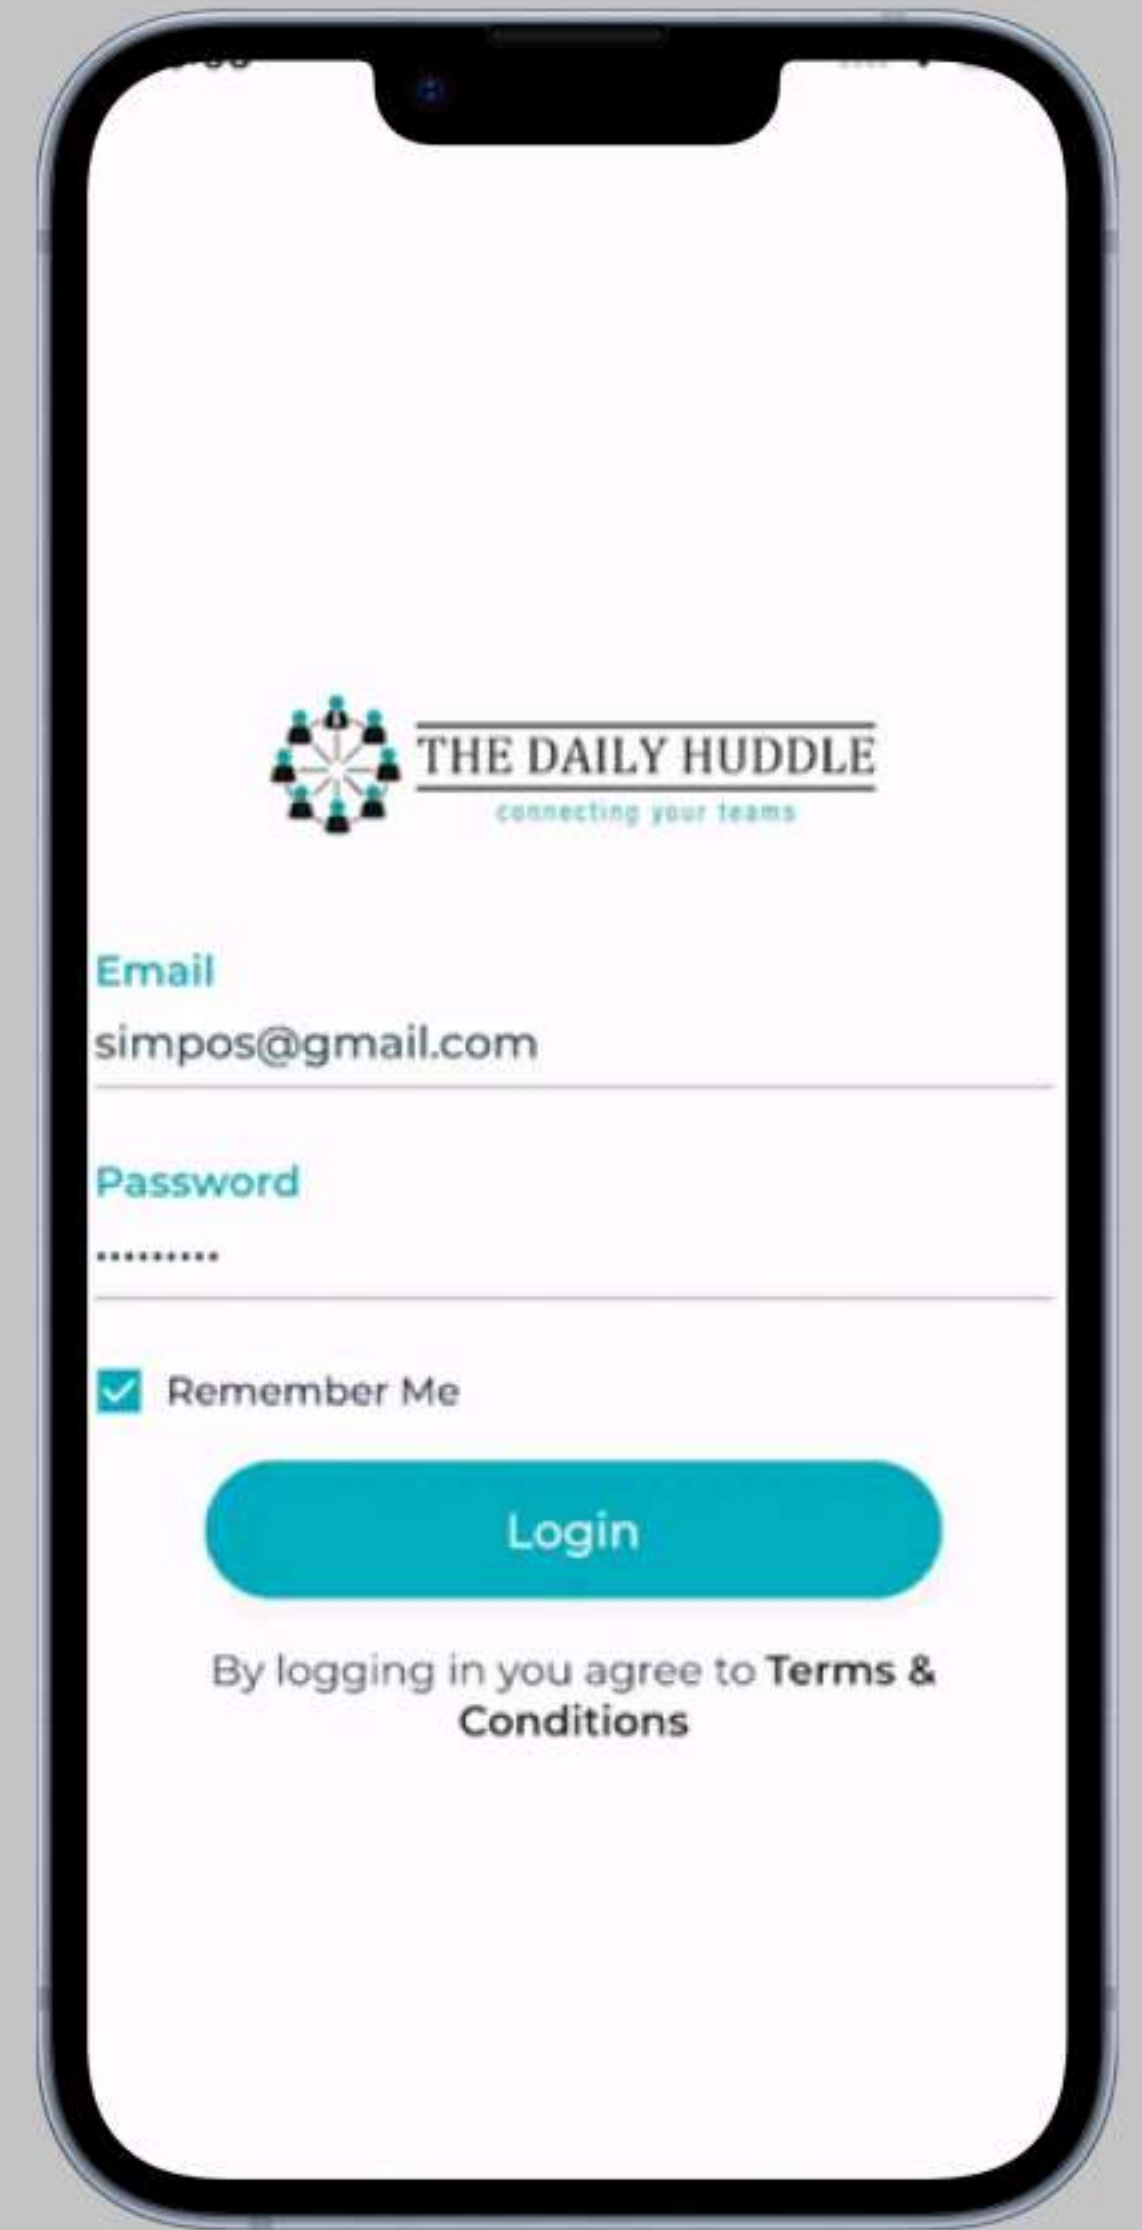 THE DAILY HUDDLE
connecting your teams
Email
simpos@gmail.com
Password
•••••••••
Remember Me
Login
By logging in you agree to Terms &
Conditions